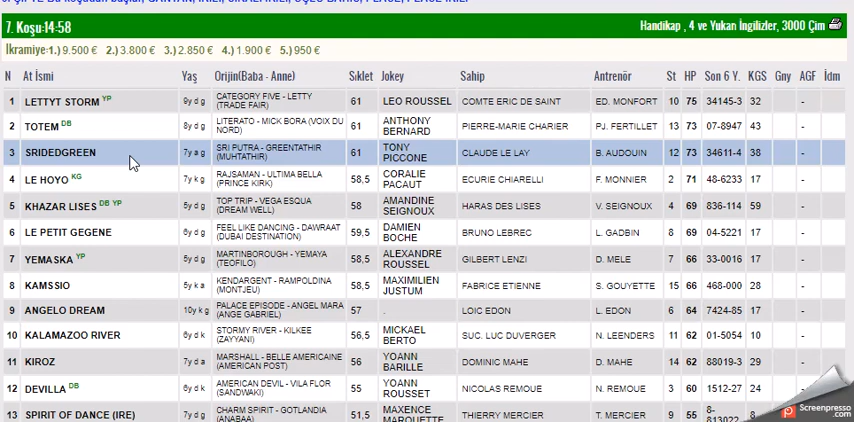 7. Koşu:14:58 Handikap , 4 ve Yukarı İngilizler, 3000 Çim
İkramiye:1.) 9.500 € 2.) 3.800 € 3.) 2.850 € 4.) 1.900 € 5.) 950 €
N At İsmi Yaş Orijin(Baba - Anne) Sıklet Jokey Sahip Antrenör St HP Son 6 Y. KGS Gny AGF İdm
1 LETTYT STORM YP 9y d g CATEGORY FIVE - LETTY (TRADE FAIR) 61 LEO ROUSSEL COMTE ERIC DE SAINT ED. MONFORT 10 75 34145-3 32 -
2 TOTEM DB 8y d g LITERATO - MICK BORA (VOIX DU NORD) 61 ANTHONY BERNARD PIERRE-MARIE CHARIER PJ. FERTILLET 13 73 07-8947 43 -
3 SRIDEDGREEN 7y a g SRI PUTRA - GREENTATHIR (MUHTATHIR) 61 TONY PICCONE CLAUDE LE LAY B. AUDOUIN 12 73 34611-4 38 -
4 LE HOYO KG 7y k g RAJSAMAN - ULTIMA BELLA (PRINCE KIRK) 58,5 CORALIE PACAUT ECURIE CHIARELLI F. MONNIER 2 71 48-6233 17 -
5 KHAZAR LISES DB YP 5y d g TOP TRIP - VEGA ESQUA (DREAM WELL) 58 AMANDINE SEIGNOUX HARAS DES LISES V. SEIGNOUX 4 69 836-114 59 -
6 LE PETIT GEGENE 6y d g FEEL LIKE DANCING - DAWRAAT (DUBAI DESTINATION) 59,5 DAMIEN BOCHE BRUNO LEBREC L. GADBIN 8 69 04-5221 17 -
7 YEMASKA YP 5y d g MARTINBOROUGH - YEMAYA (TEOFILO) 58,5 ALEXANDRE ROUSSEL GILBERT LENZI D. MELE 7 66 33-0016 17 -
8 KAMSSIO 5y k a KENDARGENT - RAMPOLDINA (MONTJEU) 58,5 MAXIMILIEN JUSTUM FABRICE ETIENNE S. GOUYETTE 15 66 468-000 28 -
9 ANGELO DREAM 10y k g PALACE EPISODE - ANGEL MARA (ANGE GABRIEL) 57 . LOIC EDON L. EDON 6 64 7424-85 17 -
10 KALAMAZOO RIVER 6y d k STORMY RIVER - KILKEE (ZAYYANI) 56,5 MICKAEL BERTO SUC. LUC DUVERGER N. LEENDERS 11 62 01-5054 10 -
11 KIROZ 7y d a MARSHALL - BELLE AMERICAINE (AMERICAN POST) 56 YOANN BARILLE DOMINIC MAHE D. MAHE 14 62 88019-3 29 -
12 DEVILLA DB 6y d k AMERICAN DEVIL - VILA FLOR (SANDWAKI) 55 YOANN ROUSSET NICOLAS REMOUE N. REMOUE 3 60 1512-27 24 -
13 SPIRIT OF DANCE (IRE) 7y d g CHARM SPIRIT - GOTLANDIA (ANABAA) 51,5 MAXENCE MARQUETTE THIERRY MERCIER T. MERCIER 9 55 8-813022
Screenpresso
.com